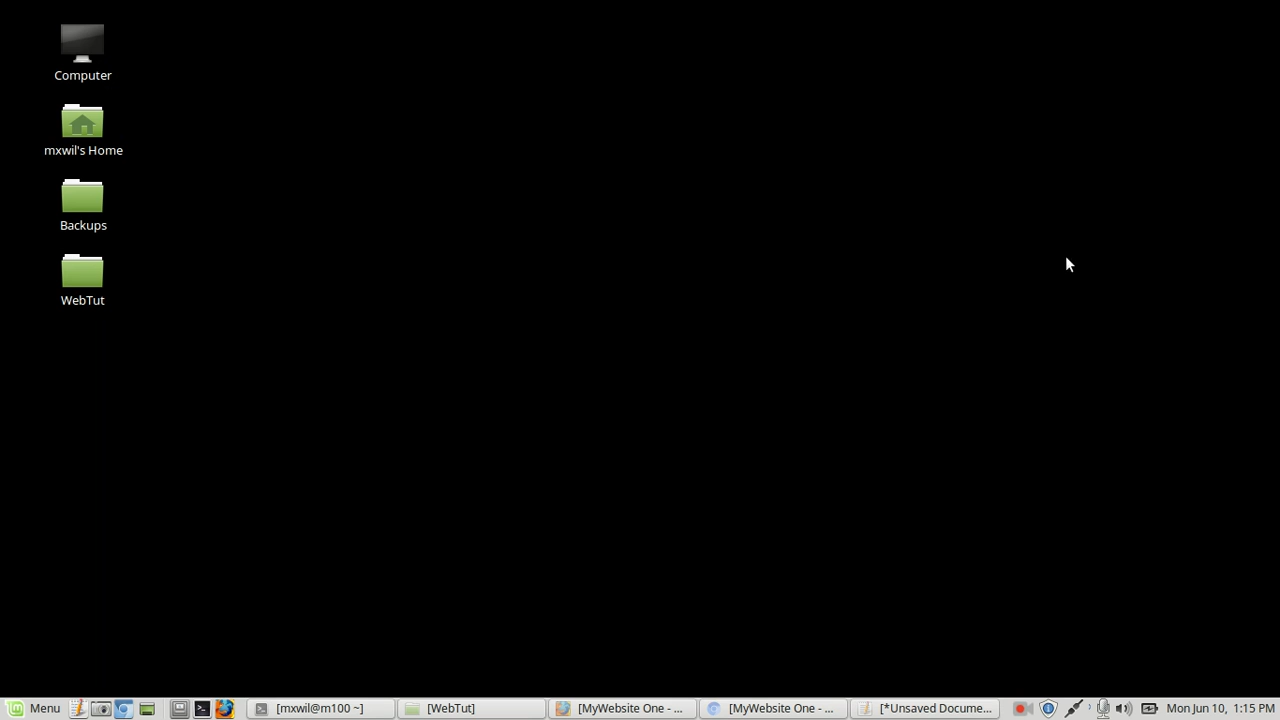 Computer
mxwil's Home
Backups
WebTut
Menu [mxwil@m100 ~] [WebTut] [MyWebsite One - ... [MyWebsite One - ... [*Unsaved Docume... Mon Jun 10, 1:15 PM